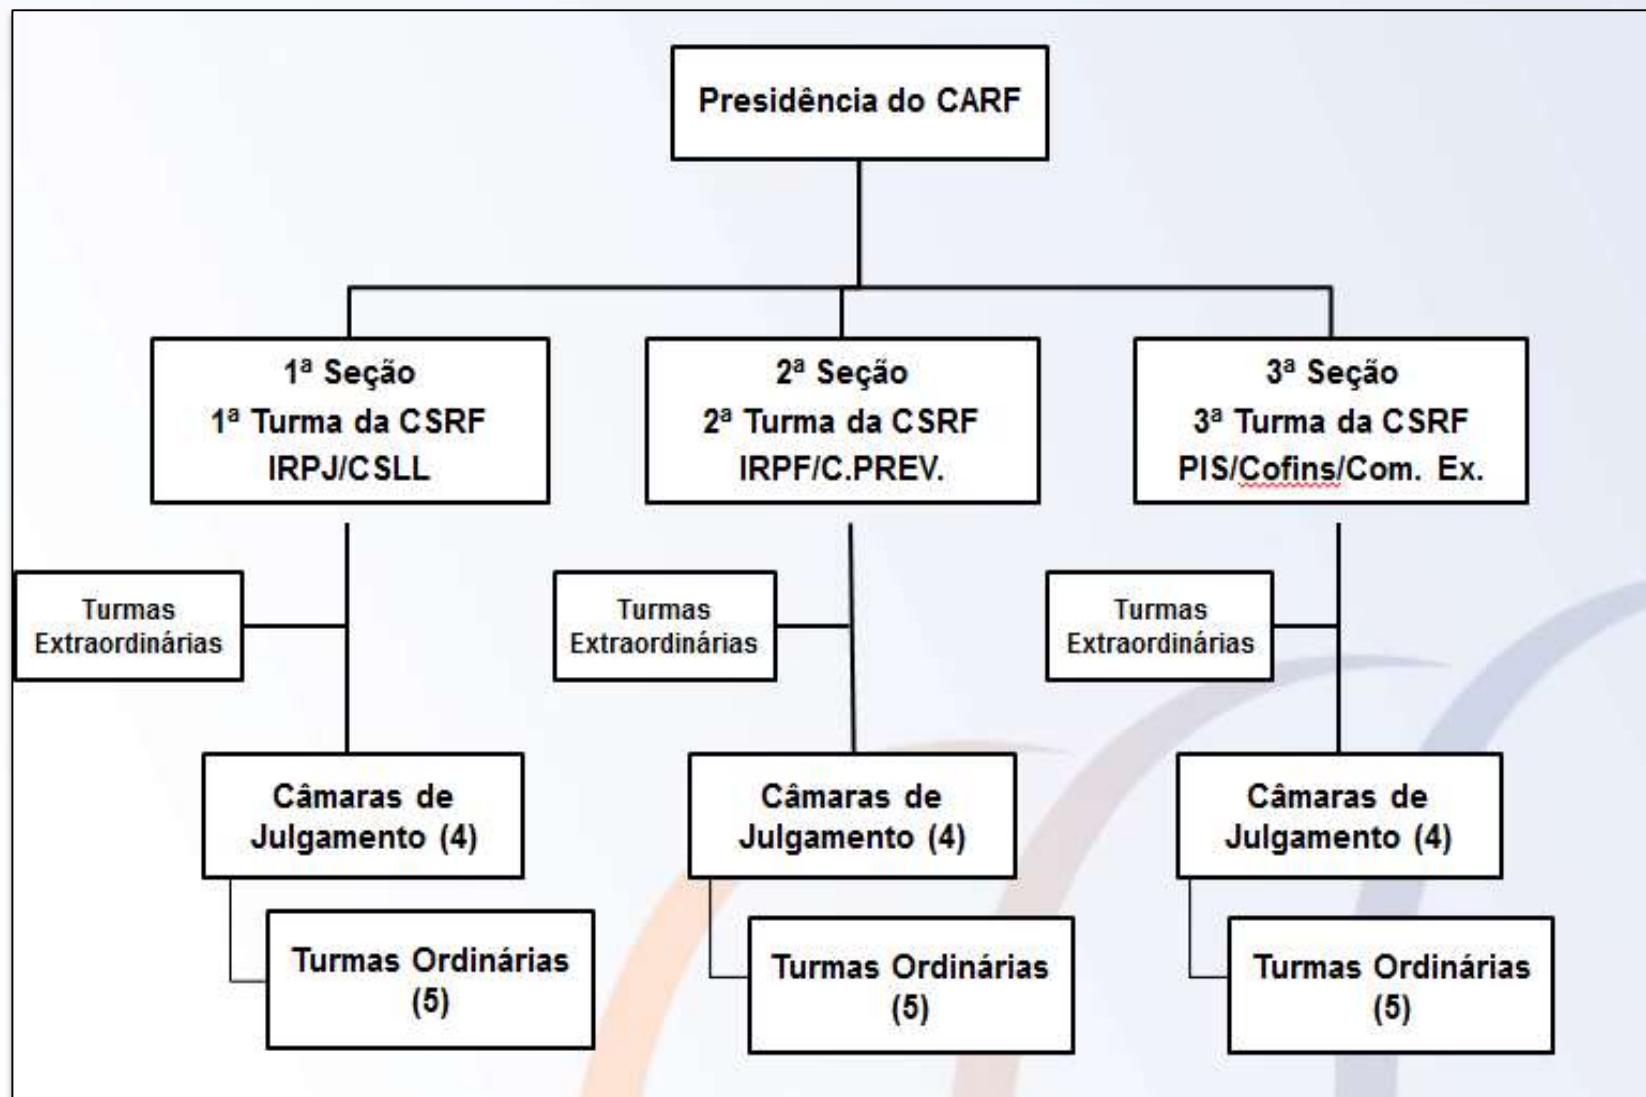 Presidência do CARF
1ª Seção
1ª Turma da CSRF
IRPJ/CSLL
2ª Seção
2ª Turma da CSRF
IRPF/C.PREV.
3ª Seção
3ª Turma da CSRF
PIS/Cofins/Com. Ex.
Turmas
Extraordinárias
Turmas
Extraordinárias
Turmas
Extraordinárias
Câmaras de
Julgamento (4)
Câmaras de
Julgamento (4)
Câmaras de
Julgamento (4)
Turmas Ordinárias
(5)
Turmas Ordinárias
(5)
Turmas Ordinárias
(5)